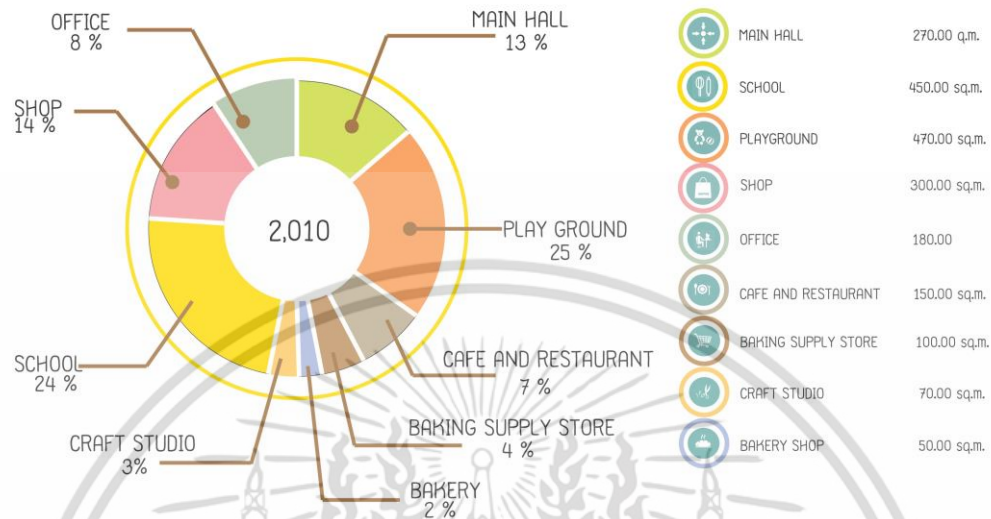 OFFICE
8 %
MAIN HALL
13 %
SHOP
14 %
2,010
PLAY GROUND
25 %
SCHOOL
24 %
CAFE AND RESTAURANT
7 %
CRAFT STUDIO
3%
BAKING SUPPLY STORE
4 %
BAKERY
2 %
MAIN HALL 270.00 q.m.
SCHOOL 450.00 sq.m.
PLAYGROUND 470.00 sq.m.
SHOP 300.00 sq.m.
OFFICE 180.00
CAFE AND RESTAURANT 150.00 sq.m.
BAKING SUPPLY STORE 100.00 sq.m.
CRAFT STUDIO 70.00 sq.m.
BAKERY SHOP 50.00 sq.m.